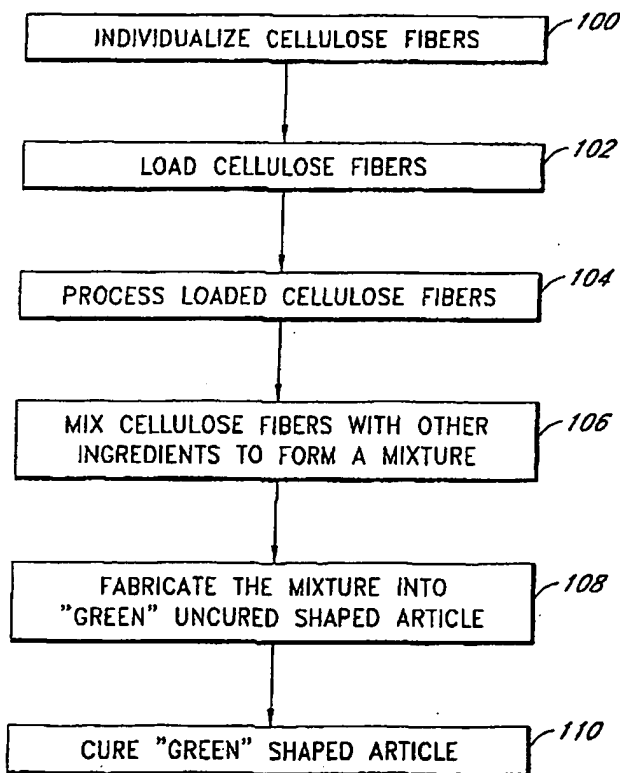 INDIVIDUALIZE CELLULOSE FIBERS
100
LOAD CELLULOSE FIBERS
102
PROCESS LOADED CELLULOSE FIBERS
104
MIX CELLULOSE FIBERS WITH OTHER
INGREDIENTS TO FORM A MIXTURE
106
FABRICATE THE MIXTURE INTO
"GREEN" UNCURED SHAPED ARTICLE
108
CURE "GREEN" SHAPED ARTICLE
110